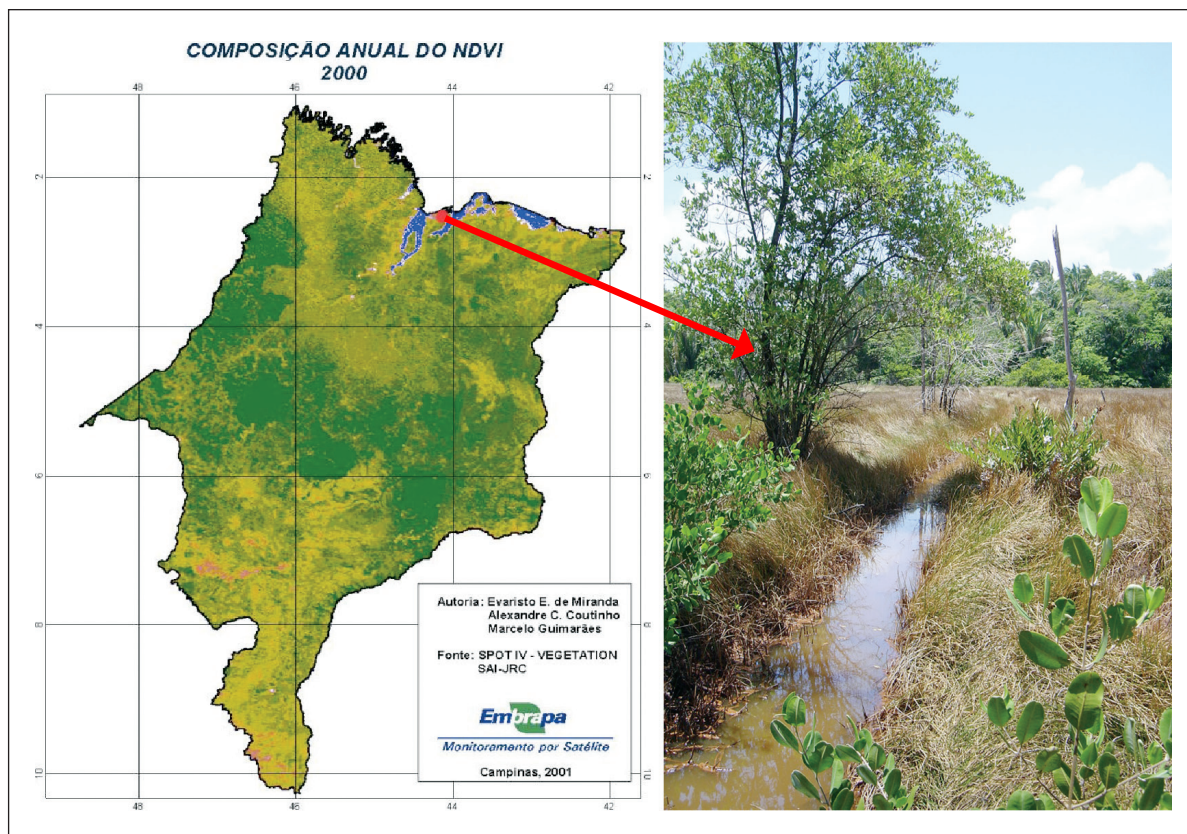 COMPOSIÇÃO ANUAL DO NDVI
2000
48 46 44 42
2 2
4 4
6 6
8 8
10 10
Autoria: Evaristo E. de Miranda
Alexandre C. Coutinho
Marcelo Guimarães
Fonte: SPOT IV - VEGETATION
SAI-JRC
Embrapa
Monitoramento por Satélite
Campinas, 2001
48 46 44 42